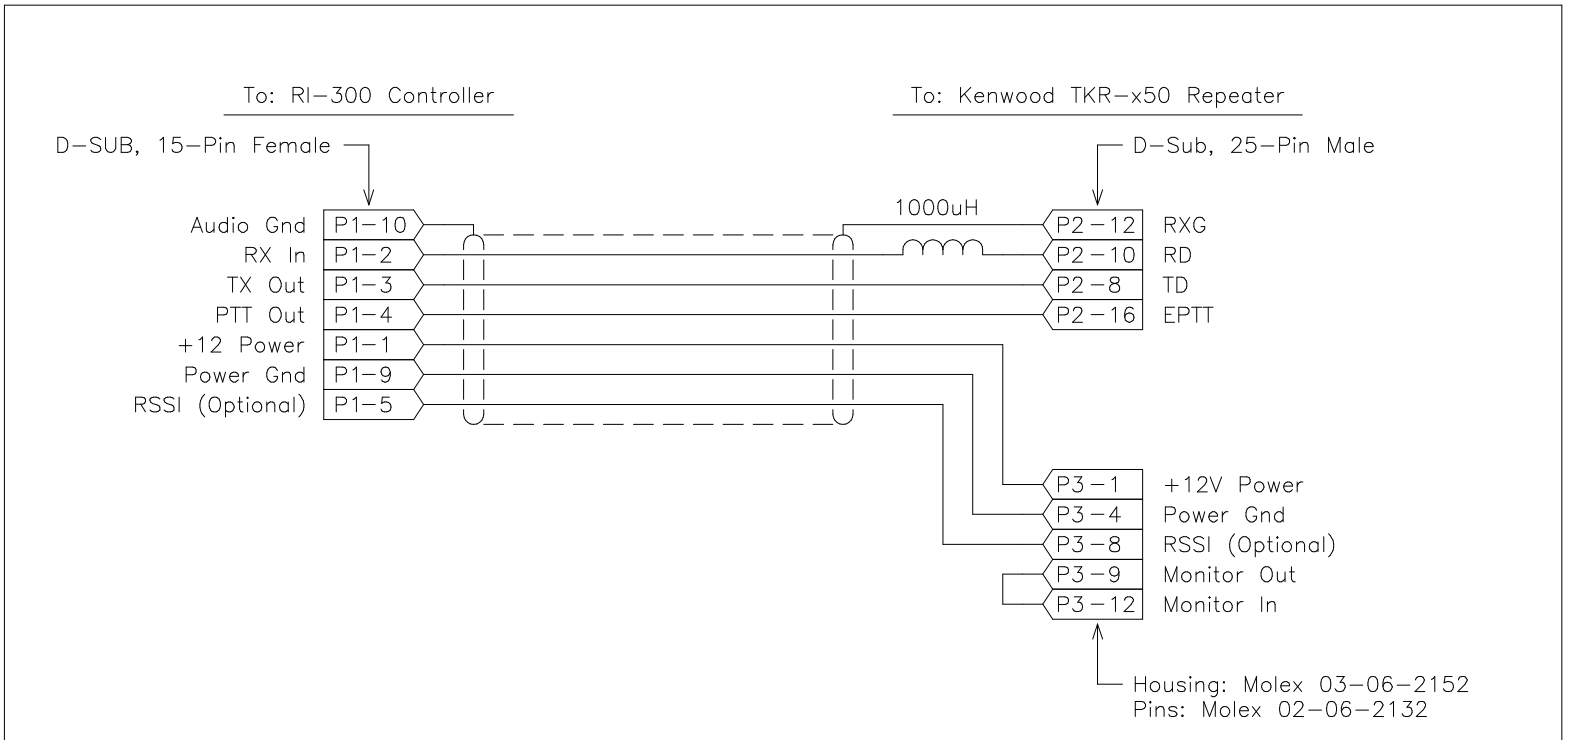 To: RI-300 Controller
To: Kenwood TKR-x50 Repeater
D-SUB, 15-Pin Female
D-Sub, 25-Pin Male
1000uH
Audio Gnd P1-10
P2-12 RXG
RX In P1-2
P2-10 RD
TX Out P1-3
P2-8 TD
PTT Out P1-4
P2-16 EPTT
+12 Power P1-1
Power Gnd P1-9
RSSI (Optional) P1-5
P3-1 +12V Power
P3-4 Power Gnd
P3-8 RSSI (Optional)
P3-9 Monitor Out
P3-12 Monitor In
Housing: Molex 03-06-2152
Pins: Molex 02-06-2132